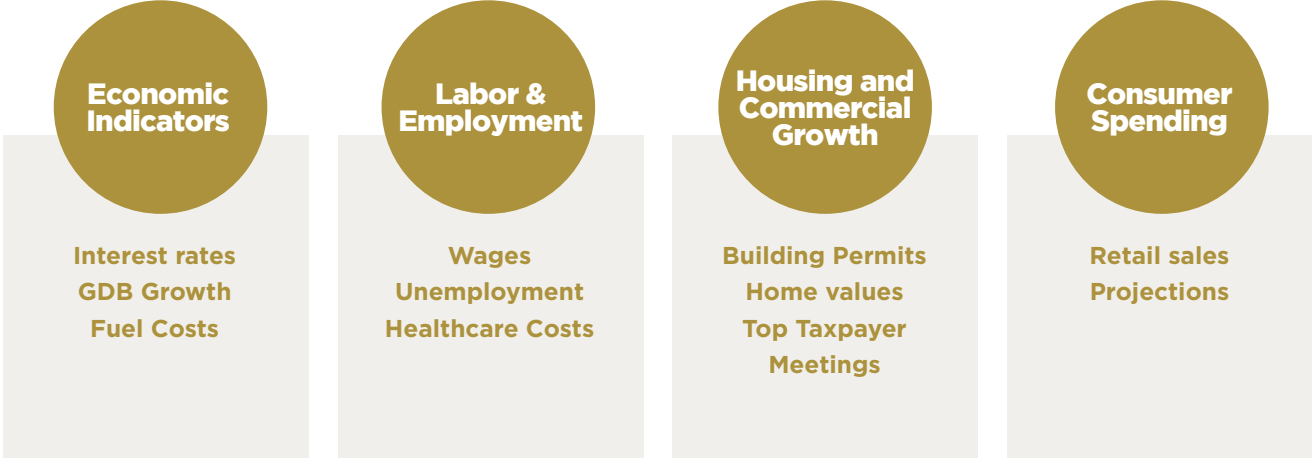 Economic
Indicators
Interest rates
GDB Growth
Fuel Costs
Labor &
Employment
Wages
Unemployment
Healthcare Costs
Housing and
Commercial
Growth
Building Permits
Home values
Top Taxpayer
Meetings
Consumer
Spending
Retail sales
Projections